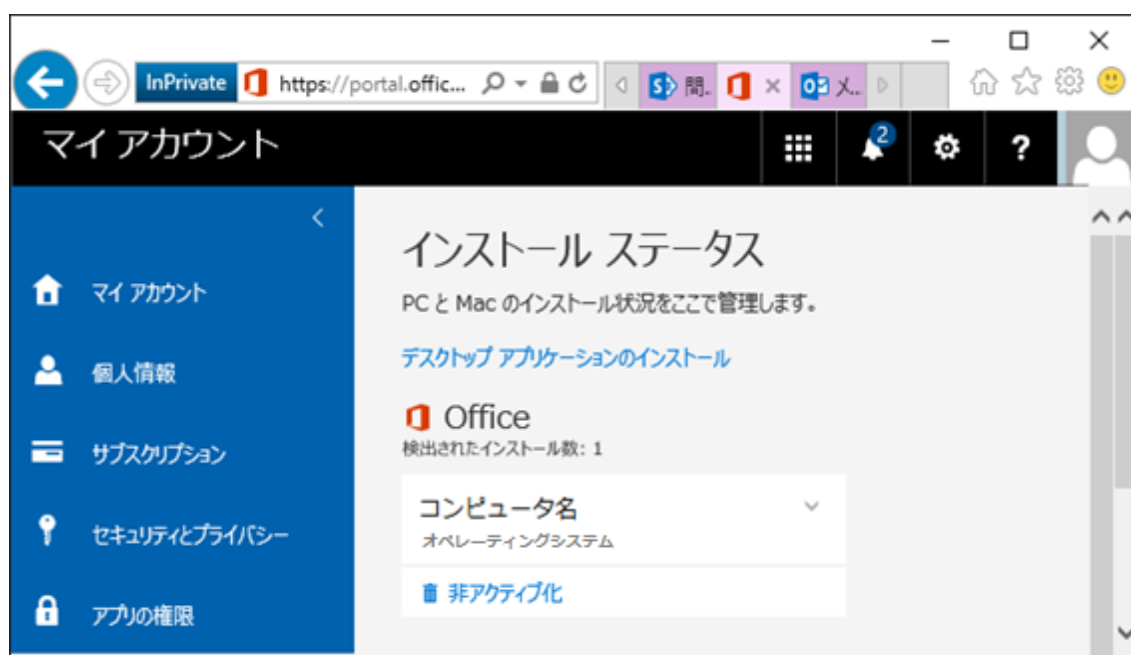 InPrivate https://portal.offic... 間. メ...
マイ アカウント 2 ?
インストール ステータス
PC と Mac のインストール状況をここで管理します。
マイ アカウント
デスクトップ アプリケーションのインストール
個人情報
Office
検出されたインストール数: 1
サブスクリプション
コンピュータ名
オペレーティングシステム
セキュリティとプライバシー
非アクティブ化
アプリの権限